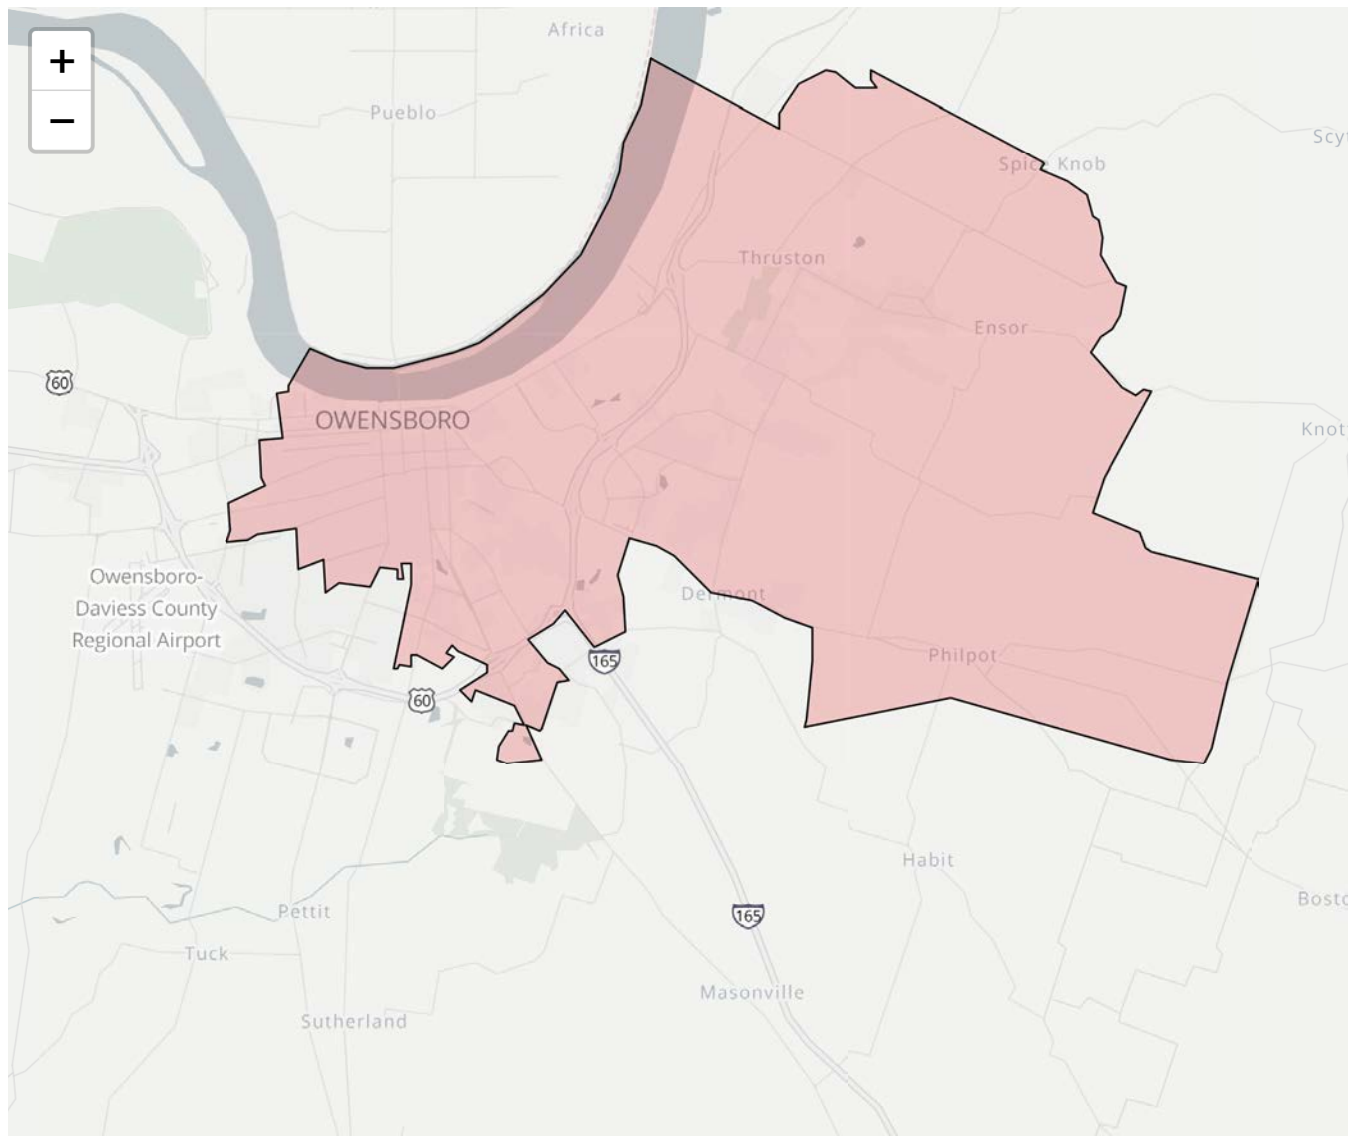 +
−
Africa
Pueblo
Scy
Spice Knob
Thruston
Ensor
60
OWENSBORO
Knot
Owensboro-
Daviess County
Regional Airport
Dermont
Philpot
165
60
Habit
Bosto
Pettit
165
Tuck
Masonville
Sutherland